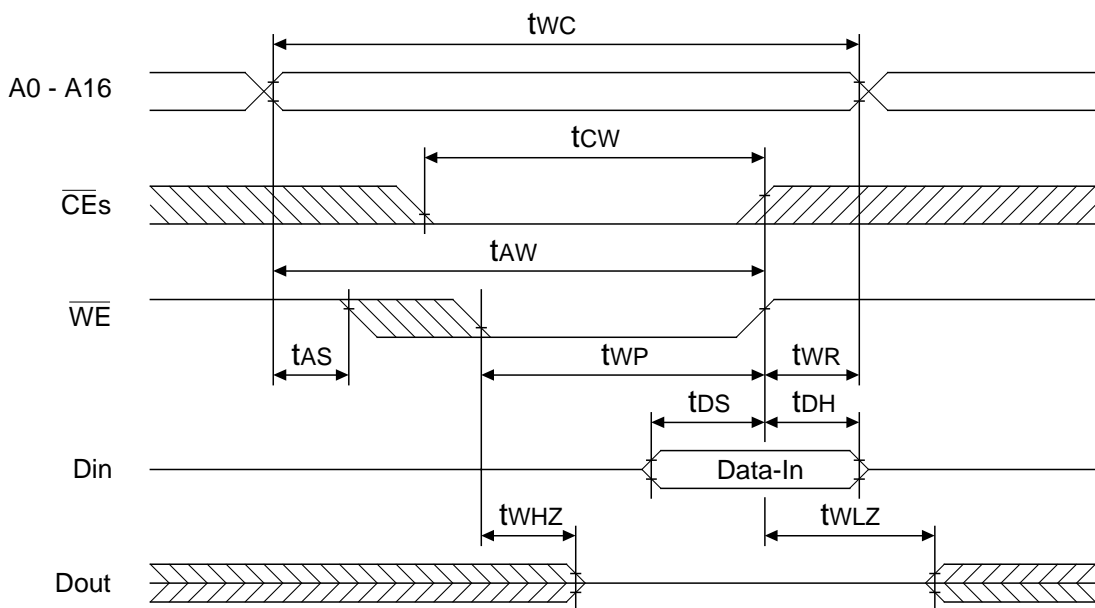 tWC
A0 - A16
tCW
CEs
tAW
WE
tAS
tWP
tWR
tDS
tDH
Din
Data-In
tWHZ
tWLZ
Dout